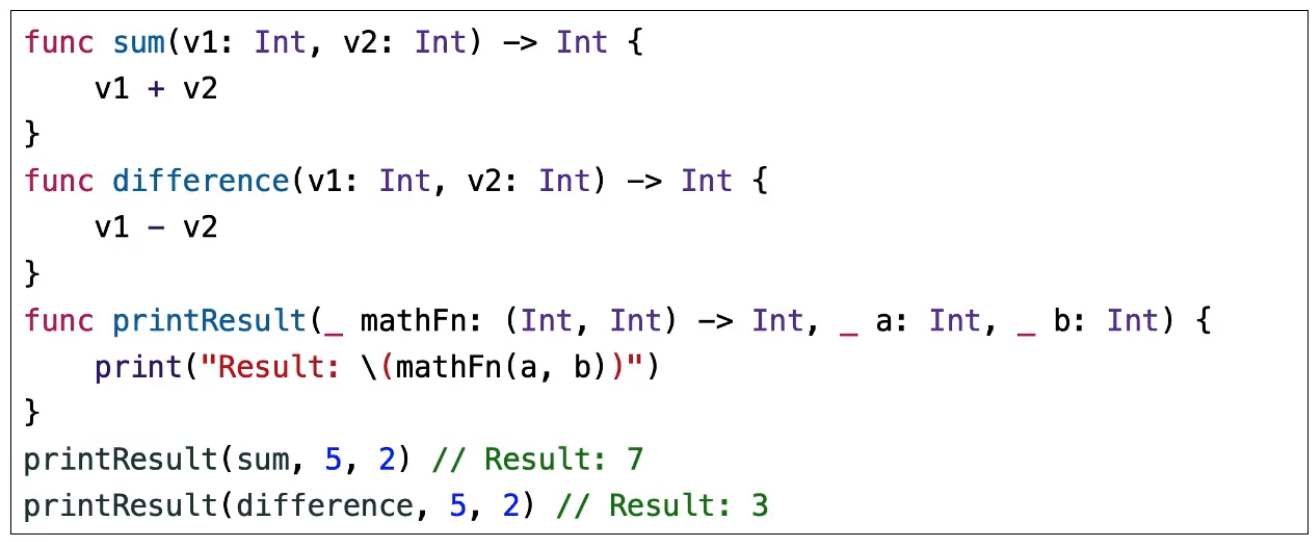 func sum(v1: Int, v2: Int) -> Int {
    v1 + v2
}
func difference(v1: Int, v2: Int) -> Int {
    v1 - v2
}
func printResult(_ mathFn: (Int, Int) -> Int, _ a: Int, _ b: Int) {
    print("Result: \(mathFn(a, b))")
}
printResult(sum, 5, 2) // Result: 7
printResult(difference, 5, 2) // Result: 3